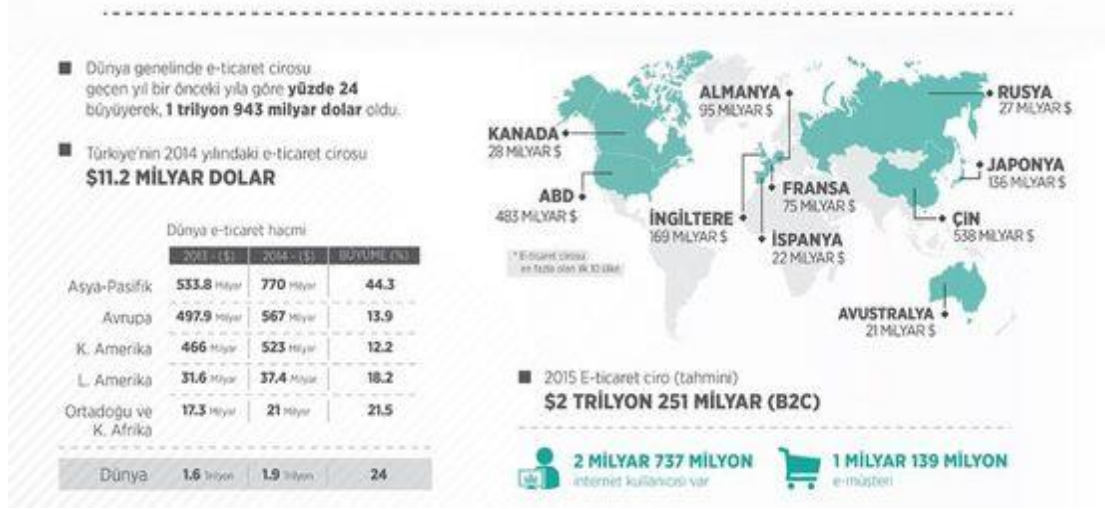 Dünya genelinde e-ticaret cirosu
geçen yıl bir önceki yıla göre yüzde 24
büyüyerek, 1 trilyon 943 milyar dolar oldu.
Türkiye'nin 2014 yılındaki e-ticaret cirosu
$11.2 MİLYAR DOLAR
Dünya e-ticaret hacmi
2013 - ($) 2014 - ($) BÜYÜME (%)
Asya-Pasifik 533.8 Milyar 770 Milyar 44.3
Avrupa 497.9 Milyar 567 Milyar 13.9
K. Amerika 466 Milyar 523 Milyar 12.2
L. Amerika 31.6 Milyar 37.4 Milyar 18.2
Ortadoğu ve
K. Afrika 17.3 Milyar 21 Milyar 21.5
Dünya 1.6 Trilyon 1.9 Trilyon 24
KANADA
28 MİLYAR $
ABD
483 MİLYAR $
ALMANYA
95 MİLYAR $
RUSYA
27 MİLYAR $
JAPONYA
136 MİLYAR $
FRANSA
75 MİLYAR $
İNGİLTERE
169 MİLYAR $
İSPANYA
22 MİLYAR $
ÇİN
538 MİLYAR $
AVUSTRALYA
21 MİLYAR $
* E-ticaret cirosu
en fazla olan ilk 10 ülke
2015 E-ticaret ciro (tahmini)
$2 TRİLYON 251 MİLYAR (B2C)
2 MİLYAR 737 MİLYON
internet kullanıcısı var
1 MİLYAR 139 MİLYON
e-müşteri